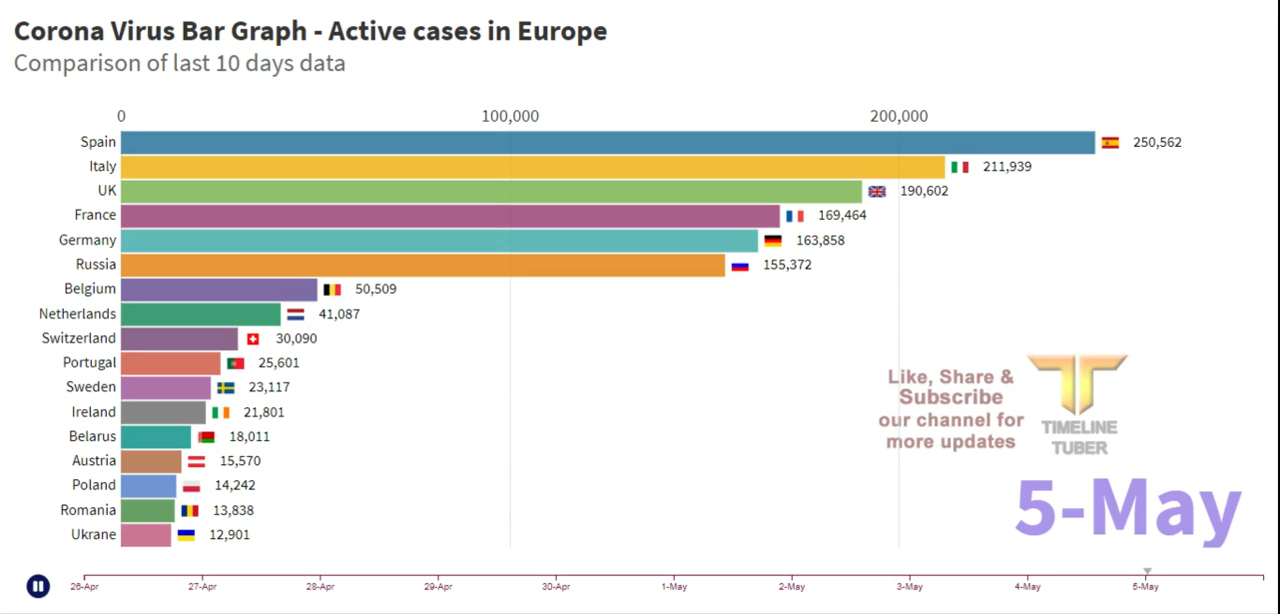 Corona Virus Bar Graph - Active cases in Europe
Comparison of last 10 days data
0 100,000 200,000
Spain 250,562
Italy 211,939
UK 190,602
France 169,464
Germany 163,858
Russia 155,372
Belgium 50,509
Netherlands 41,087
Switzerland 30,090
Portugal 25,601
Sweden 23,117
Ireland 21,801
Belarus 18,011
Austria 15,570
Poland 14,242
Romania 13,838
Ukrane 12,901
Like, Share &
Subscribe
our channel for
more updates
TIMELINE
TUBER
5-May
26-Apr 27-Apr 28-Apr 29-Apr 30-Apr 1-May 2-May 3-May 4-May 5-May